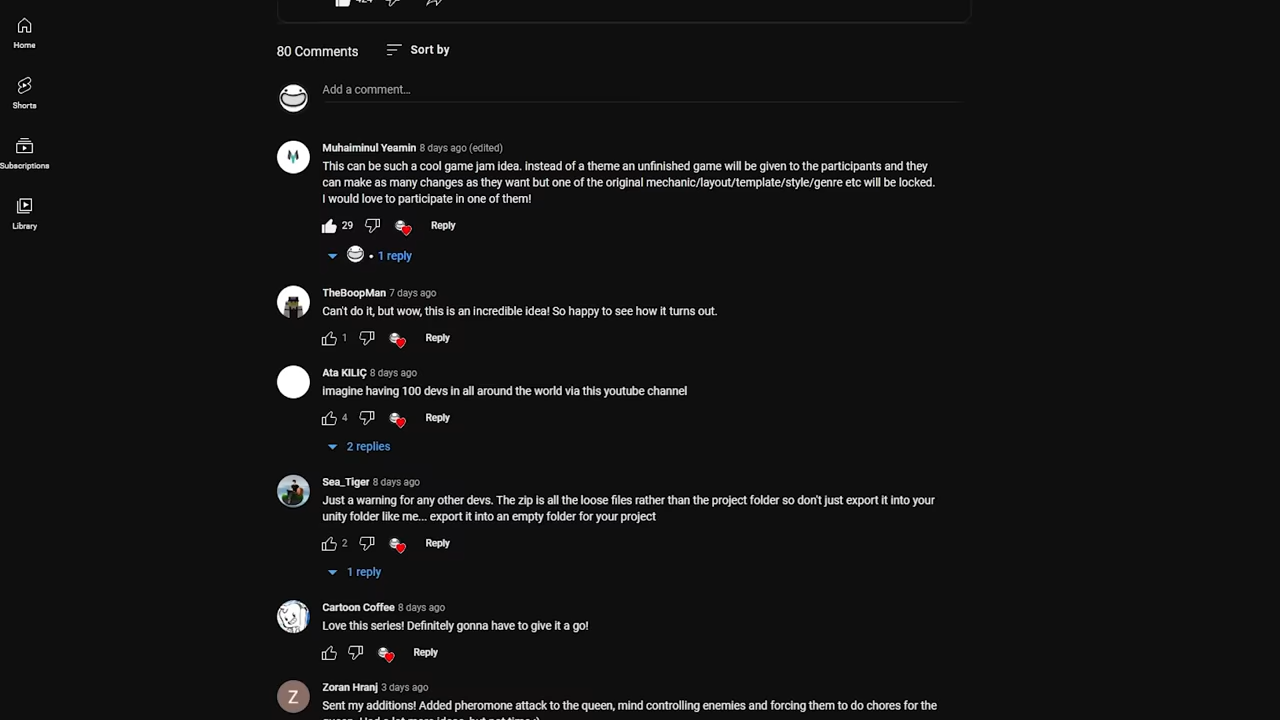 424
Home
Shorts
Subscriptions
Library
80 Comments
Sort by
Add a comment...
Muhaiminul Yeamin 8 days ago (edited)
This can be such a cool game jam idea. instead of a theme an unfinished game will be given to the participants and they
can make as many changes as they want but one of the original mechanic/layout/template/style/genre etc will be locked.
I would love to participate in one of them!
29
Reply
• 1 reply
TheBoopMan 7 days ago
Can't do it, but wow, this is an incredible idea! So happy to see how it turns out.
1
Reply
Ata KILIÇ 8 days ago
imagine having 100 devs in all around the world via this youtube channel
4
Reply
2 replies
Sea_Tiger 8 days ago
Just a warning for any other devs. The zip is all the loose files rather than the project folder so don't just export it into your
unity folder like me... export it into an empty folder for your project
2
Reply
1 reply
Cartoon Coffee 8 days ago
Love this series! Definitely gonna have to give it a go!
Reply
Z
Zoran Hranj 3 days ago
Sent my additions! Added pheromone attack to the queen, mind controlling enemies and forcing them to do chores for the
queen. Had a lot more ideas, but not time :)